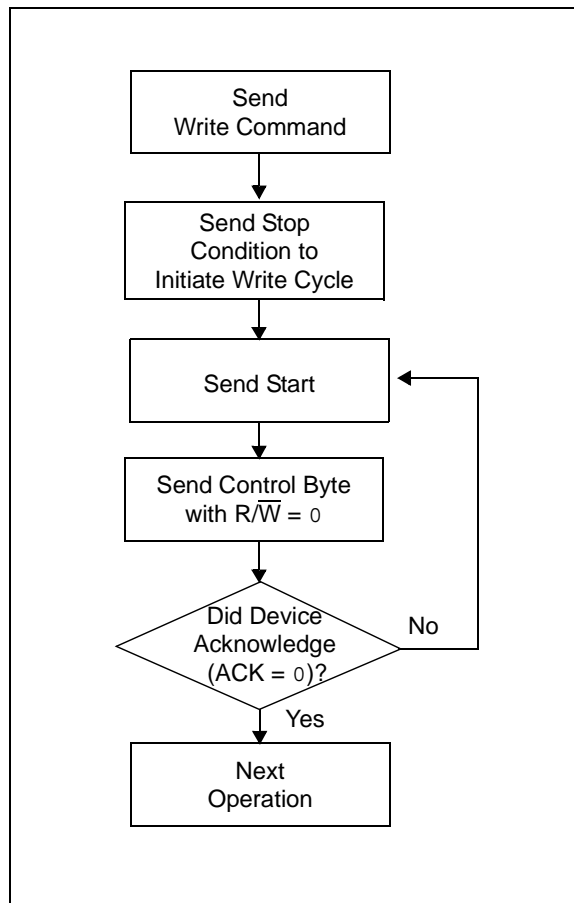 Send
Write Command
Send Stop
Condition to
Initiate Write Cycle
Send Start
Send Control Byte
with R/W̅ = 0
Did Device
Acknowledge
(ACK = 0)?
No
Yes
Next
Operation